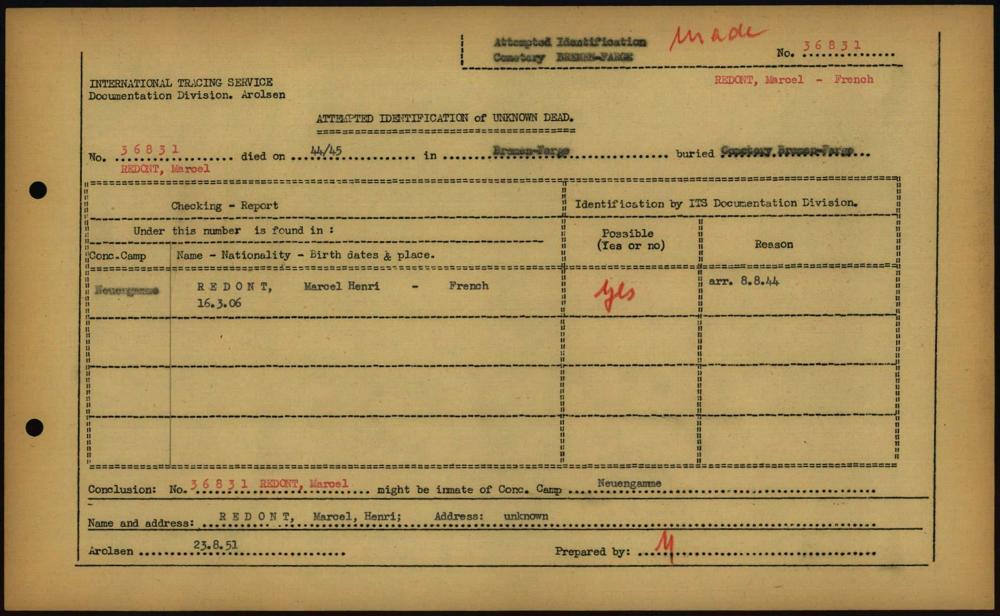 Attempted Identification made
Cemetery BREMEN-FARGE
No. 36831
REDONT, Marcel - French
INTERNATIONAL TRACING SERVICE
Documentation Division. Arolsen
ATTEMPTED IDENTIFICATION of UNKNOWN DEAD.
No. 36831 died on 44/45 in Bremen-Farge buried Cemetery Bremen-Farge
REDONT, Marcel
Checking - Report
Identification by ITS Documentation Division.
Under this number is found in :
Possible
(Yes or no)
Reason
Conc.Camp Name - Nationality - Birth dates & place.
Neuengamme REDONT, Marcel Henri - French yes arr. 8.8.44
16.3.06
Conclusion: No. 36831 REDONT, Marcel might be inmate of Conc. Camp Neuengamme
Name and address: REDONT, Marcel, Henri; Address: unknown
Arolsen 23.8.51 Prepared by: